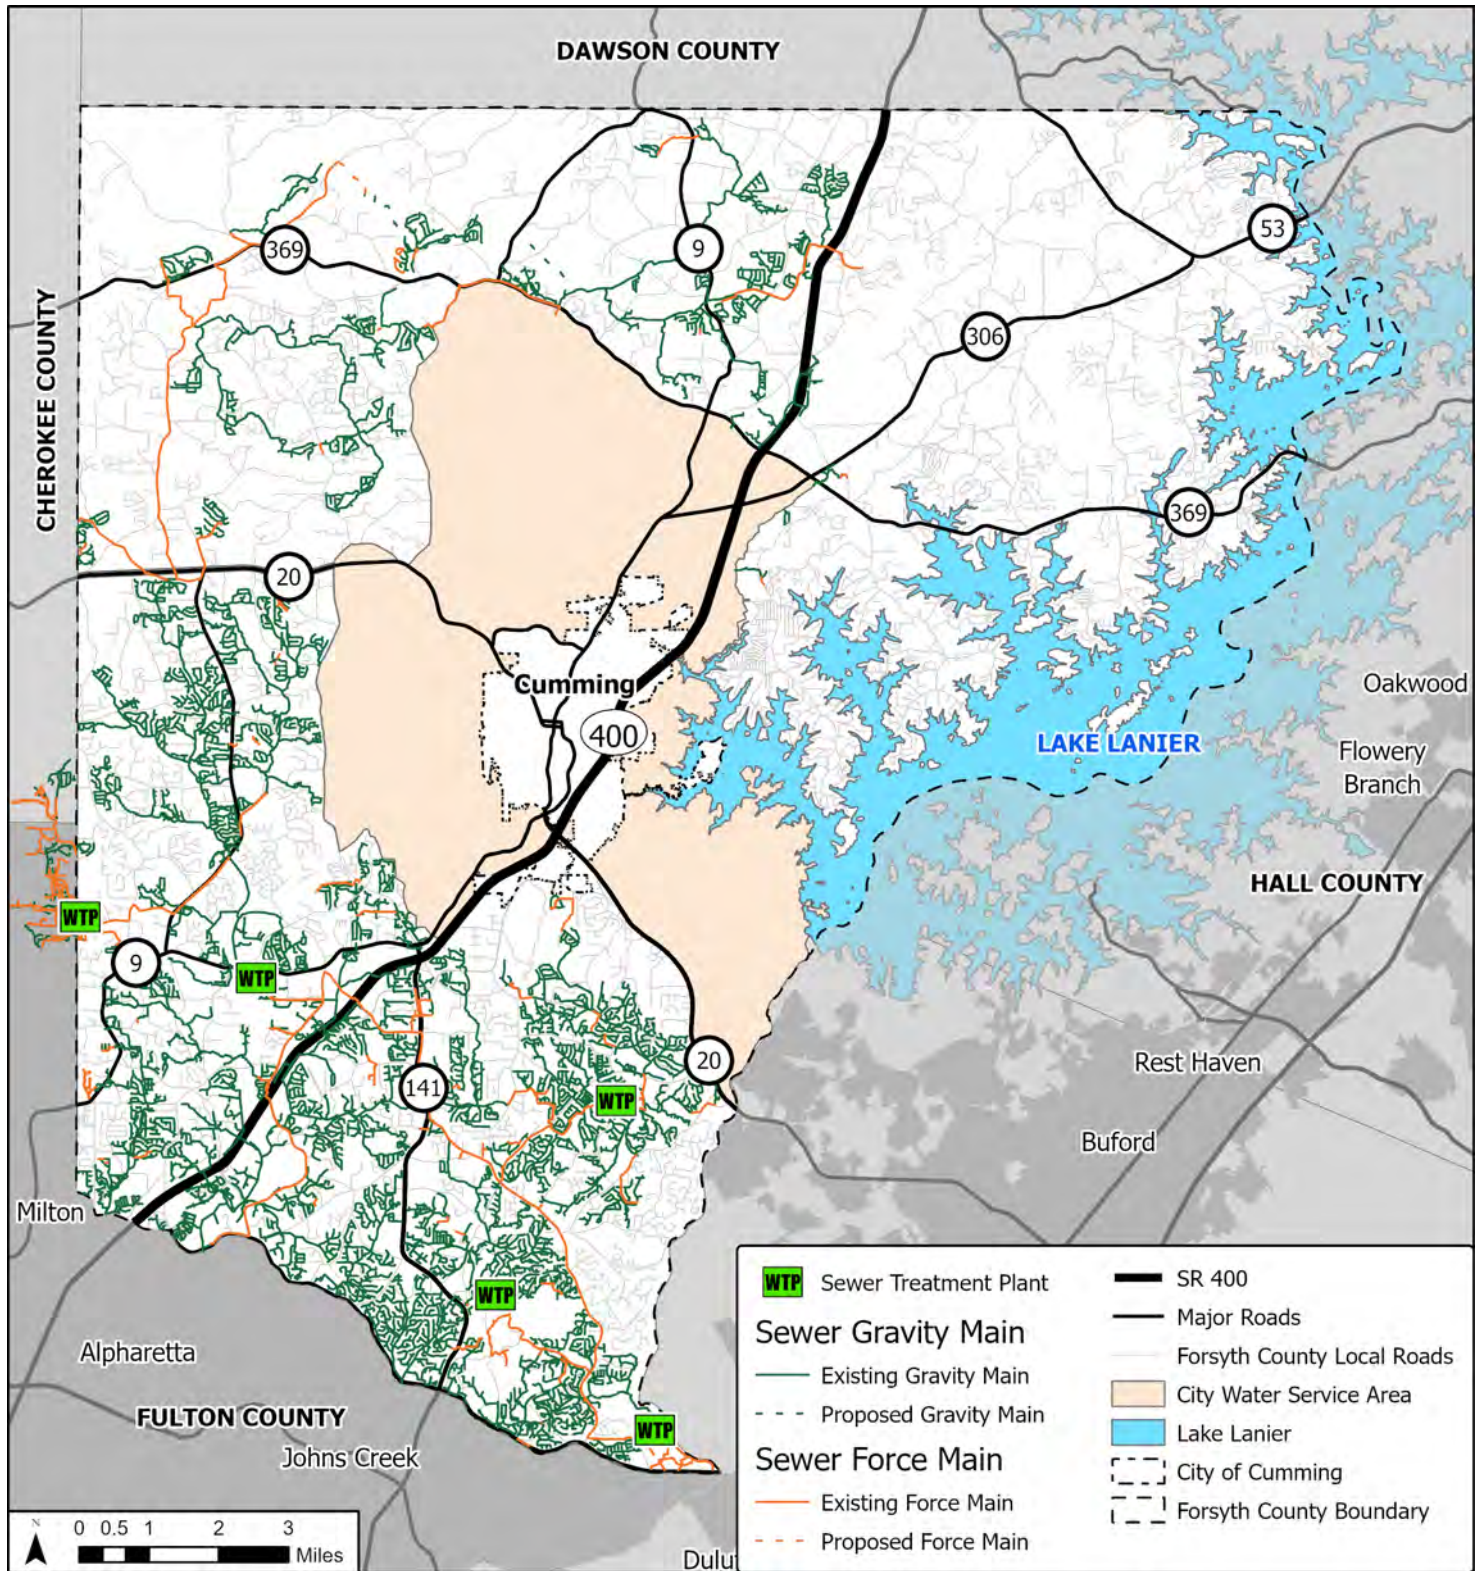 DAWSON COUNTY
53
369
9
306
CHEROKEE COUNTY
369
20
Cumming
400
Oakwood
LAKE LANIER
Flowery
Branch
HALL COUNTY
WTP
9
WTP
20
Rest Haven
141
WTP
Buford
Milton
WTP
Alpharetta
FULTON COUNTY
WTP
Johns Creek
WTP Sewer Treatment Plant
Sewer Gravity Main
Existing Gravity Main
Proposed Gravity Main
Sewer Force Main
Existing Force Main
Proposed Force Main
SR 400
Major Roads
Forsyth County Local Roads
City Water Service Area
Lake Lanier
City of Cumming
Forsyth County Boundary
N
0 0.5 1 2 3
Miles